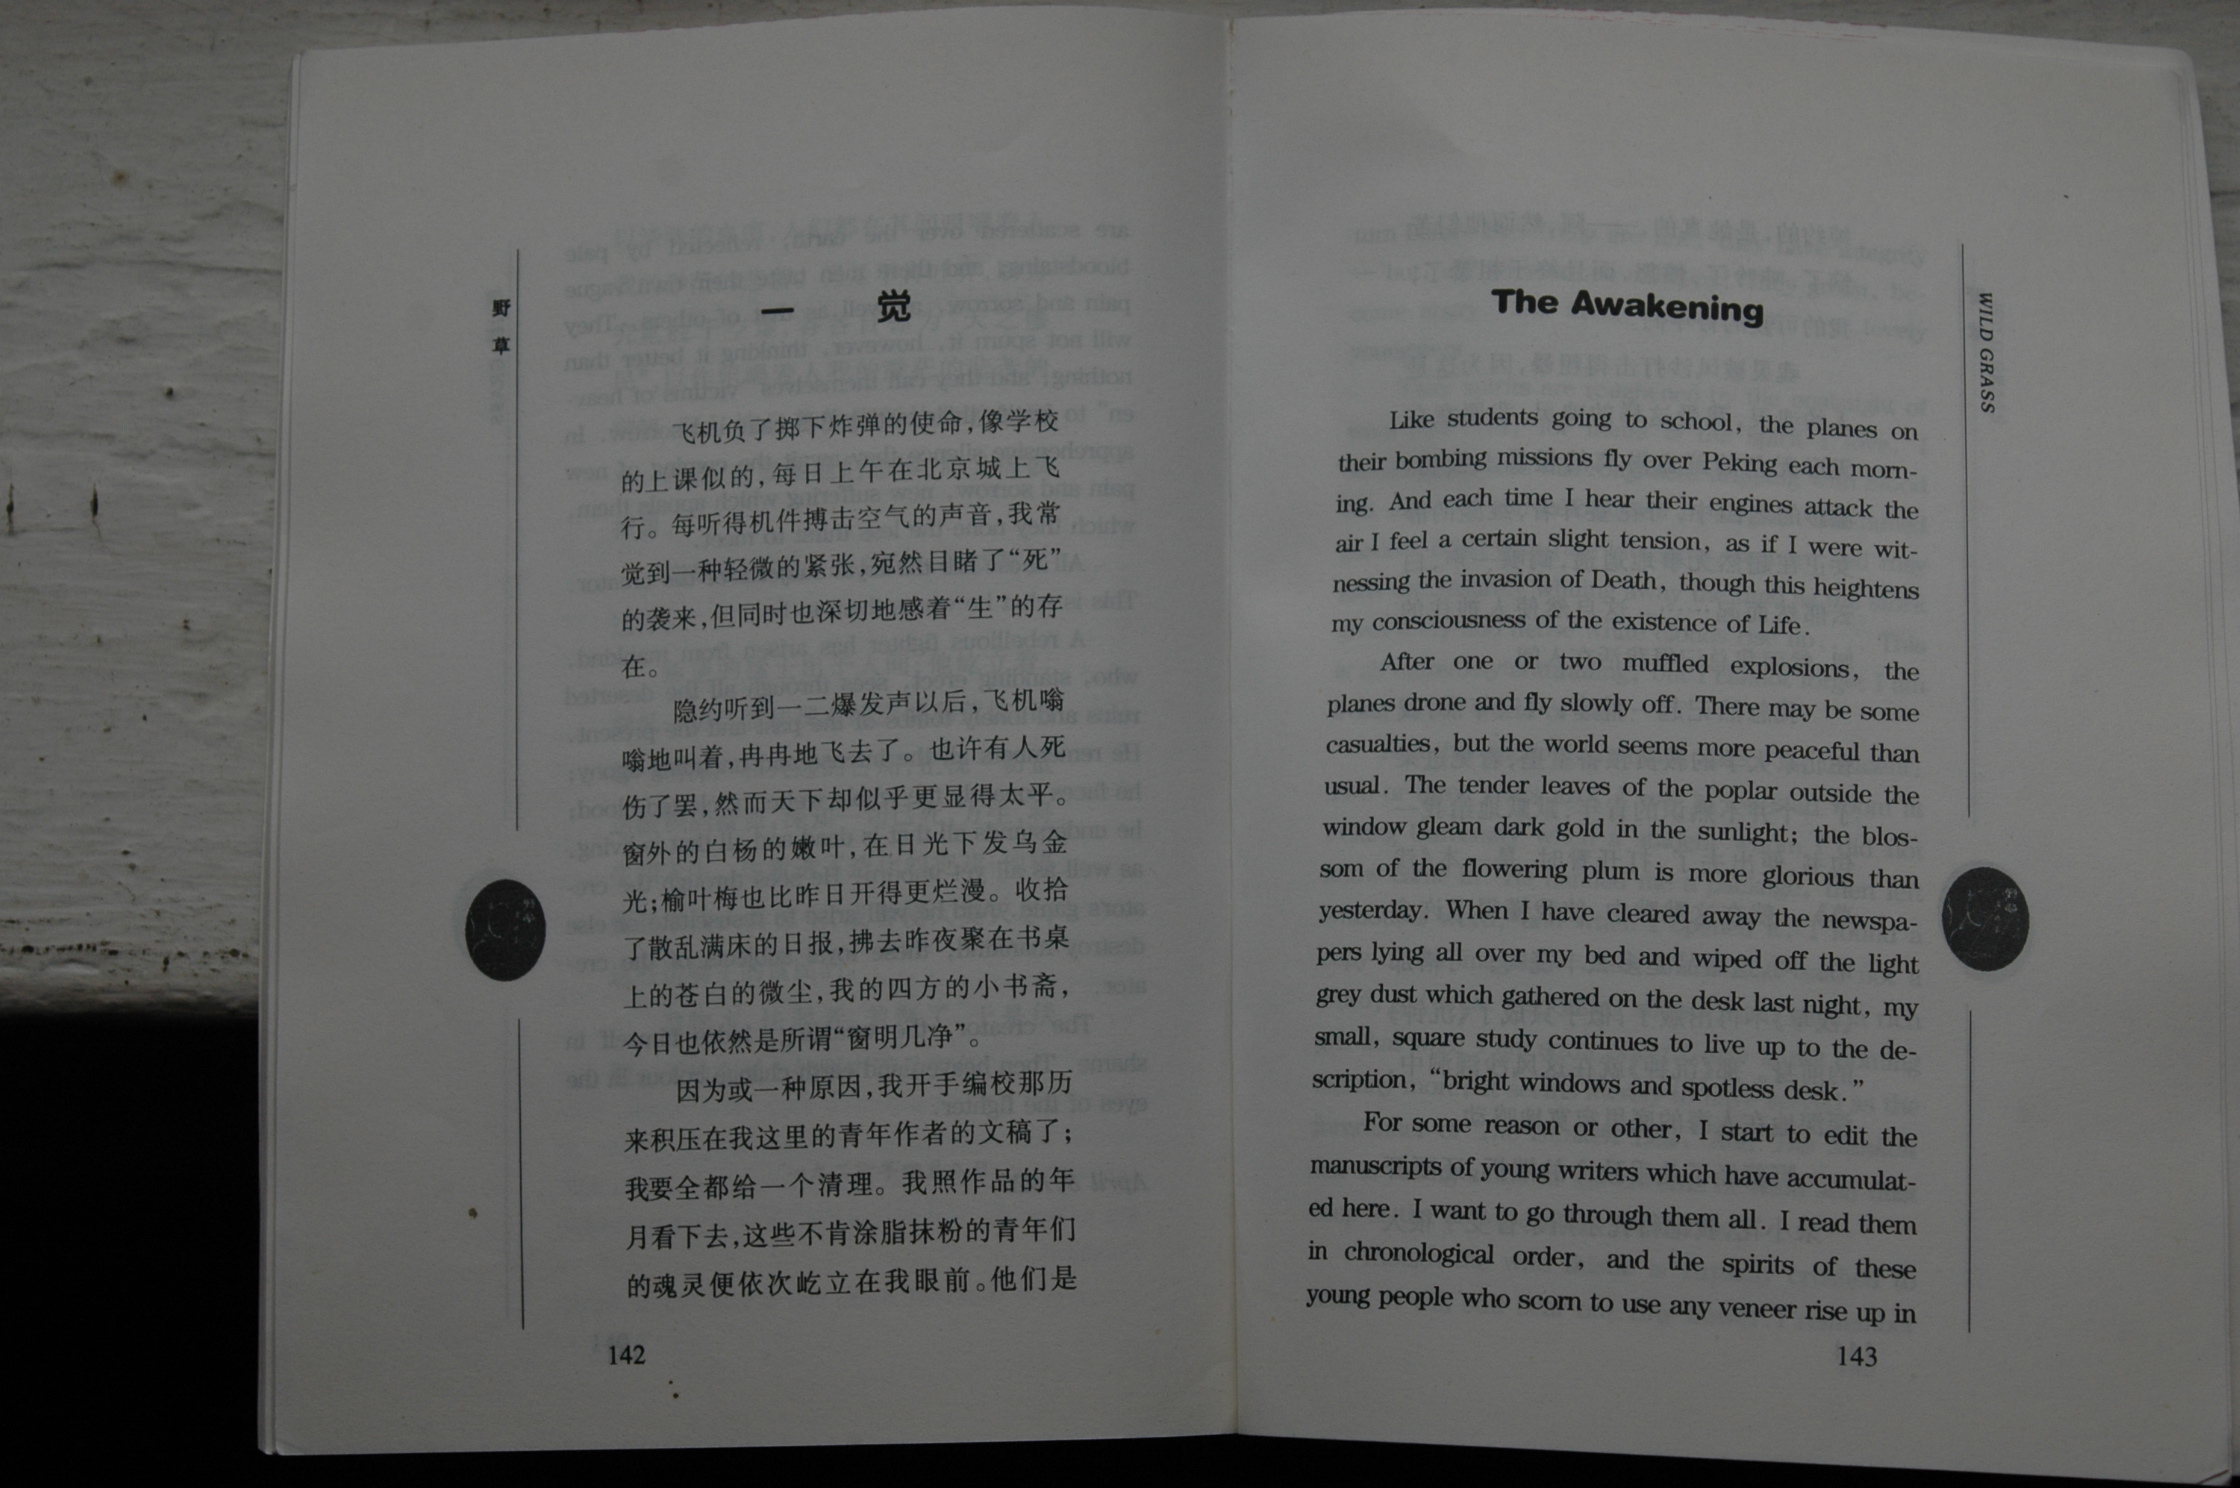 野草
一 觉
飞机负了掷下炸弹的使命,像学校
的上课似的,每日上午在北京城上飞
行。每听得机件搏击空气的声音,我常
觉到一种轻微的紧张,宛然目睹了“死”
的袭来,但同时也深切地感着“生”的存
在。
隐约听到一二爆发声以后,飞机嗡
嗡地叫着,冉冉地飞去了。也许有人死
伤了罢,然而天下却似乎更显得太平。
窗外的白杨的嫩叶,在日光下发乌金
光;榆叶梅也比昨日开得更烂漫。收拾
了散乱满床的日报,拂去昨夜聚在书桌
上的苍白的微尘,我的四方的小书斋,
今日也依然是所谓“窗明几净”。
因为或一种原因,我开手编校那历
来积压在我这里的青年作者的文稿了;
我要全都给一个清理。我照作品的年
月看下去,这些不肯涂脂抹粉的青年们
的魂灵便依次屹立在我眼前。他们是
142
WILD GRASS
The Awakening
Like students going to school, the planes on
their bombing missions fly over Peking each morn-
ing. And each time I hear their engines attack the
air I feel a certain slight tension, as if I were wit-
nessing the invasion of Death, though this heightens
my consciousness of the existence of Life.
After one or two muffled explosions, the
planes drone and fly slowly off. There may be some
casualties, but the world seems more peaceful than
usual. The tender leaves of the poplar outside the
window gleam dark gold in the sunlight; the blos-
som of the flowering plum is more glorious than
yesterday. When I have cleared away the newspa-
pers lying all over my bed and wiped off the light
grey dust which gathered on the desk last night, my
small, square study continues to live up to the de-
scription, “bright windows and spotless desk.”
For some reason or other, I start to edit the
manuscripts of young writers which have accumulat-
ed here. I want to go through them all. I read them
in chronological order, and the spirits of these
young people who scorn to use any veneer rise up in
143